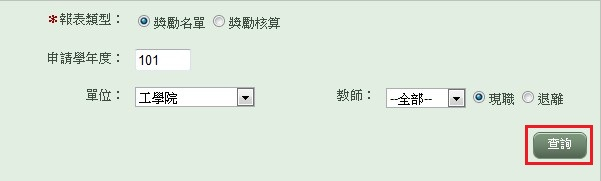 *報表類型： 獎勵名單 獎勵核算
申請學年度： 101
單位： 工學院 教師： --全部-- 現職 退離
查詢